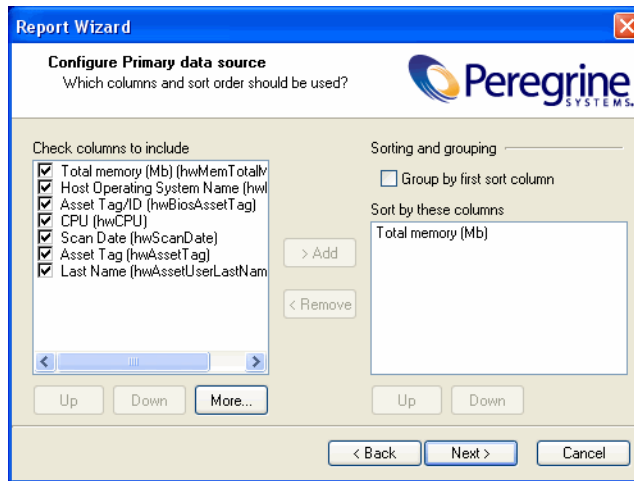 Report Wizard
Configure Primary data source
Which columns and sort order should be used?
Peregrine
SYSTEMS
Check columns to include
Total memory (Mb) (hwMemTotalM
Host Operating System Name (hwI
Asset Tag/ID (hwBiosAssetTag)
CPU (hwCPU)
Scan Date (hwScanDate)
Asset Tag (hwAssetTag)
Last Name (hwAssetUserLastNam
Up
Down
More...
> Add
< Remove
Sorting and grouping
Group by first sort column
Sort by these columns
Total memory (Mb)
Up
Down
< Back
Next >
Cancel